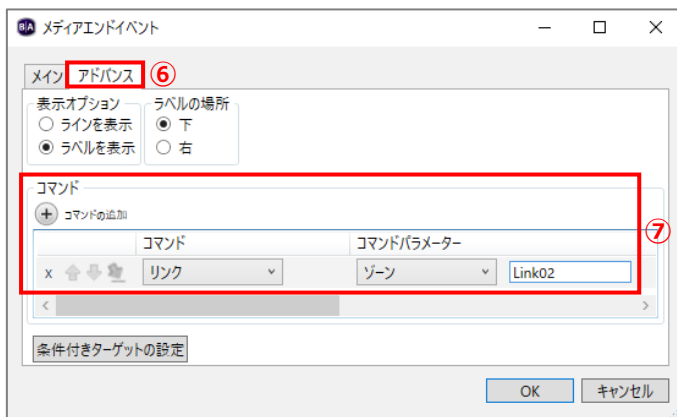 B|A メディアエンドイベント
メイン アドバンス ⑥
表示オプション ラベルの場所
ラインを表示 下
ラベルを表示 右
コマンド
+ コマンドの追加
⑦
コマンド コマンドパラメーター
x リンク ゾーン Link02
条件付きターゲットの設定
OK キャンセル